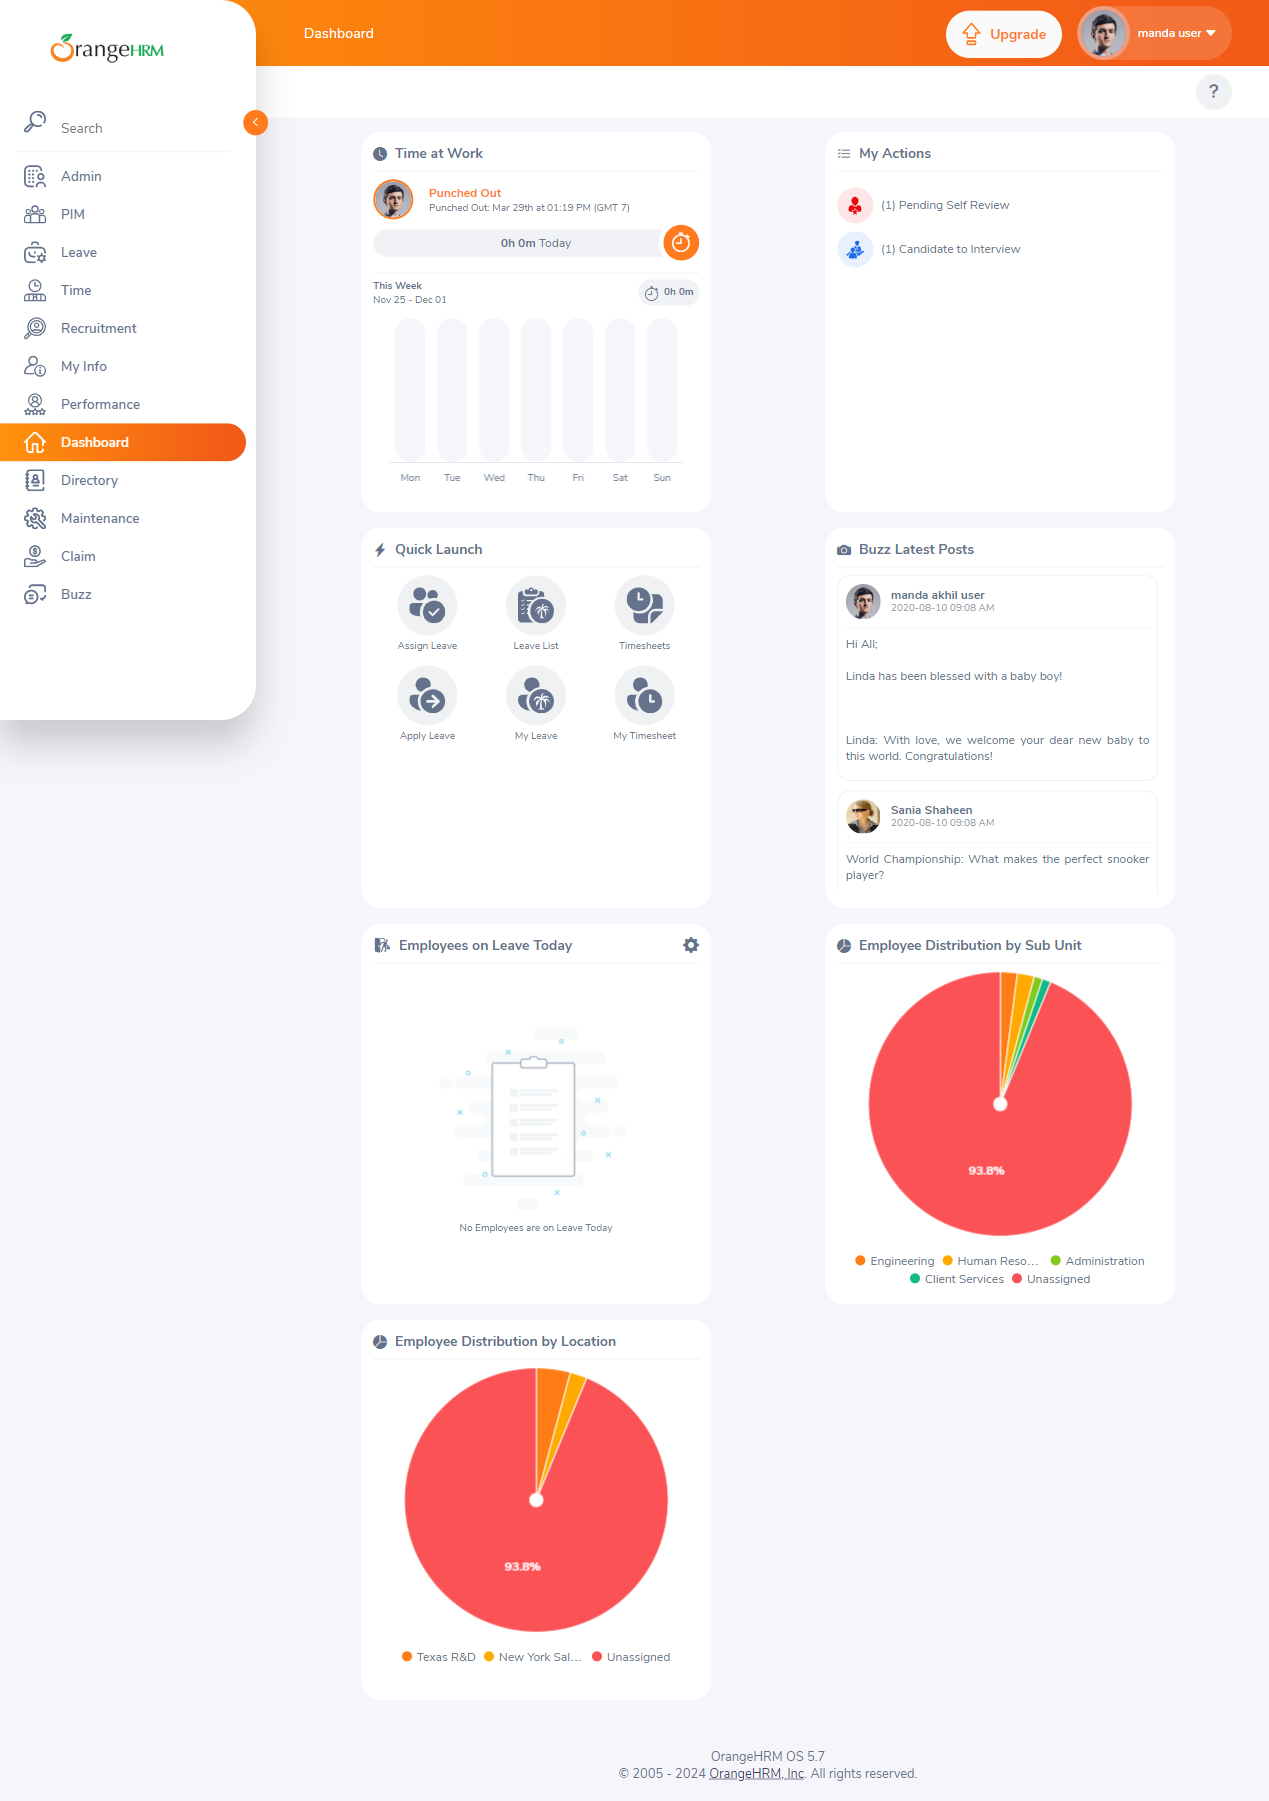 OrangeHRM
Dashboard
Upgrade
manda user
?
Search
Admin
PIM
Leave
Time
Recruitment
My Info
Performance
Dashboard
Directory
Maintenance
Claim
Buzz
Time at Work
Punched Out
Punched Out: Mar 29th at 01:19 PM (GMT 7)
0h 0m Today
This Week
Nov 25 - Dec 01
0h 0m
Mon Tue Wed Thu Fri Sat Sun
My Actions
(1) Pending Self Review
(1) Candidate to Interview
Quick Launch
Assign Leave
Leave List
Timesheets
Apply Leave
My Leave
My Timesheet
Buzz Latest Posts
manda akhil user
2020-08-10 09:08 AM
Hi All;
Linda has been blessed with a baby boy!
Linda: With love, we welcome your dear new baby to
this world. Congratulations!
Sania Shaheen
2020-08-10 09:08 AM
World Championship: What makes the perfect snooker
player?
Employees on Leave Today
No Employees are on Leave Today
Employee Distribution by Sub Unit
93.8%
Engineering Human Reso... Administration
Client Services Unassigned
Employee Distribution by Location
93.8%
Texas R&D New York Sal... Unassigned
OrangeHRM OS 5.7
© 2005 - 2024 OrangeHRM, Inc. All rights reserved.